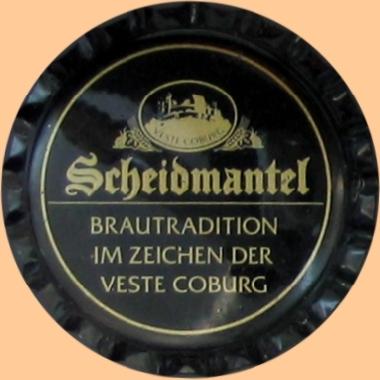 VESTE COBURG
Scheidmantel
BRAUTRADITION
IM ZEICHEN DER
VESTE COBURG